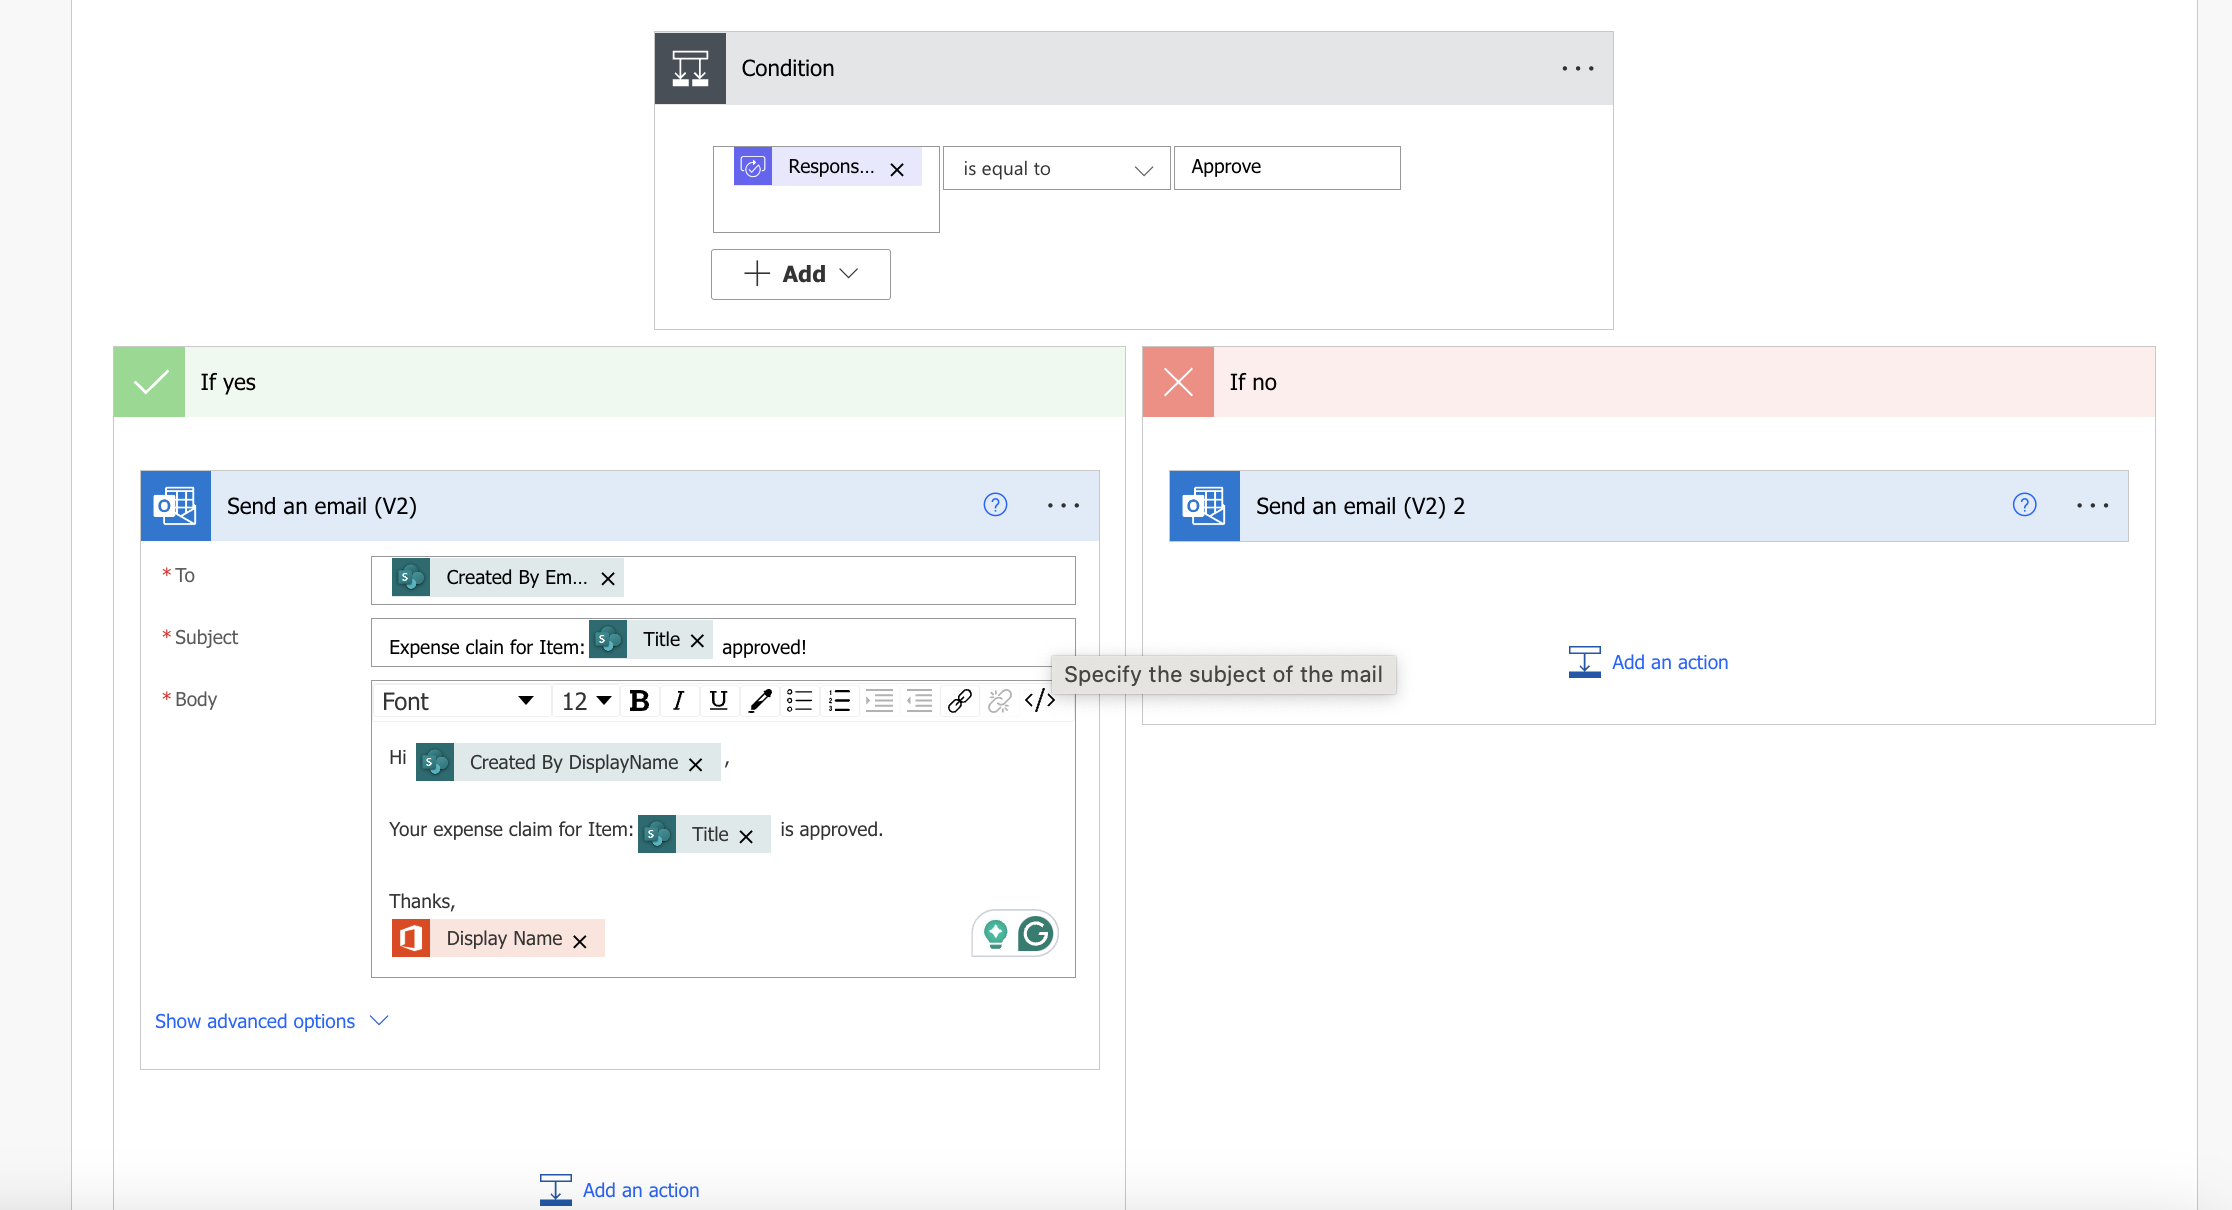 Condition
Respons...
is equal to
Approve
Add
If yes
If no
Send an email (V2)
Send an email (V2) 2
* To
Created By Em...
* Subject
Expense clain for Item: Title approved!
Specify the subject of the mail
Add an action
* Body
Font 12 B I U </>
Hi Created By DisplayName ,
Your expense claim for Item: Title is approved.
Thanks,
Display Name
Show advanced options
Add an action